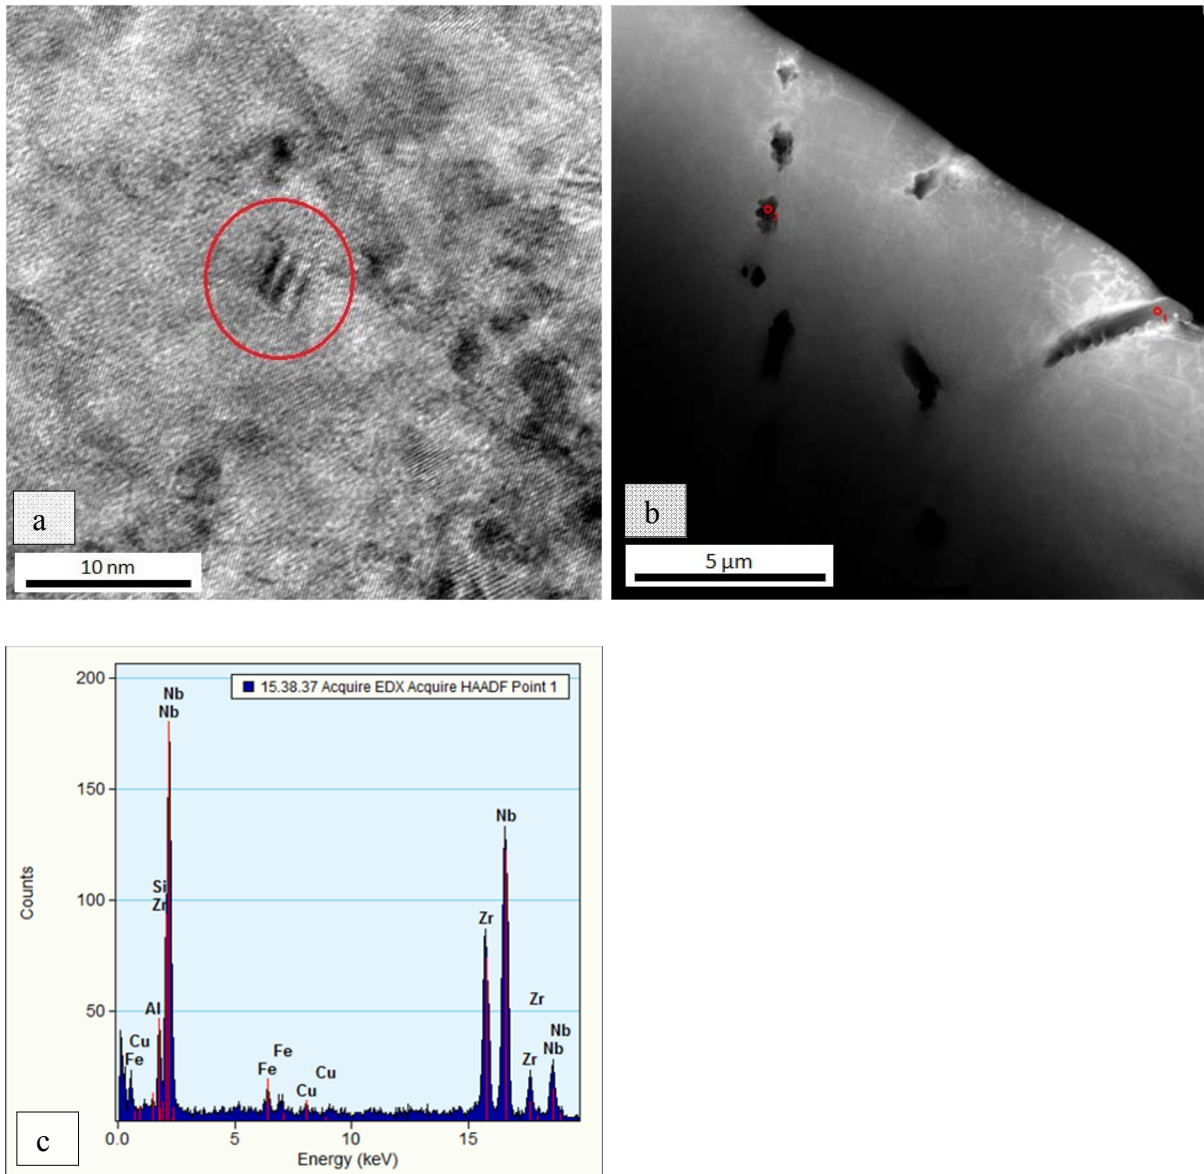 a
10 nm
b
5 µm
1
200
150
100
50
0.0
5
10
15
Counts
Energy (keV)
15.38.37 Acquire EDX Acquire HAADF Point 1
Nb
Nb
Si
Zr
Al
Cu
Fe
Fe
Fe
Cu
Cu
Nb
Zr
Zr
Nb
Zr
Nb
c